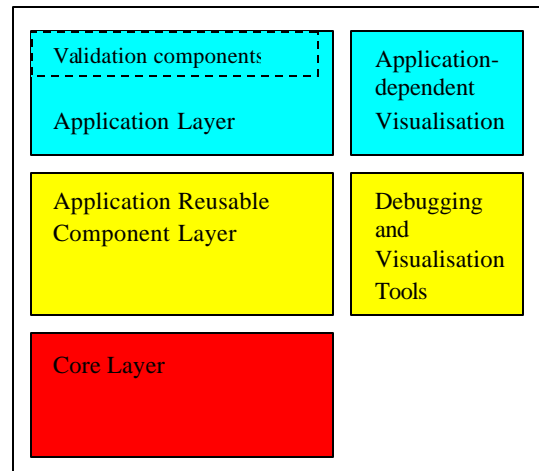 Validation components
Application Layer
Application-
dependent
Visualisation
Application Reusable
Component Layer
Debugging
and
Visualisation
Tools
Core Layer